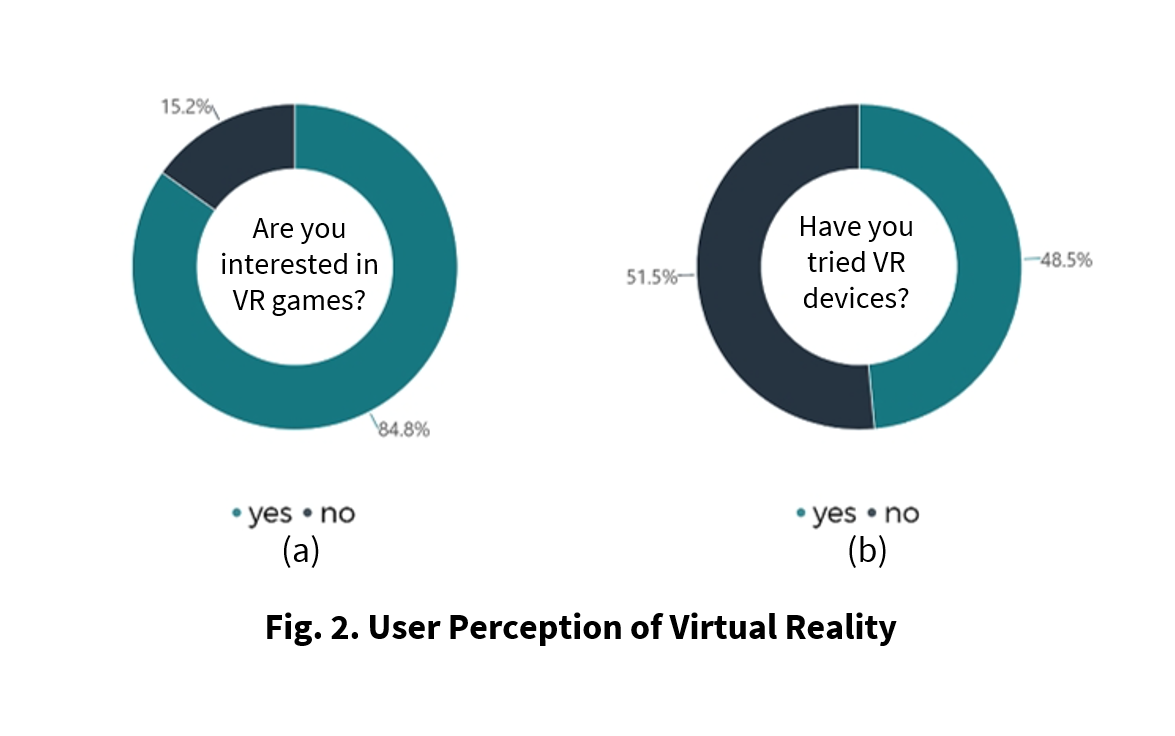 15.2%
Are you
interested in
VR games?
84.8%
• yes • no
(a)
Have you
tried VR
devices?
51.5%
48.5%
• yes • no
(b)
Fig. 2. User Perception of Virtual Reality